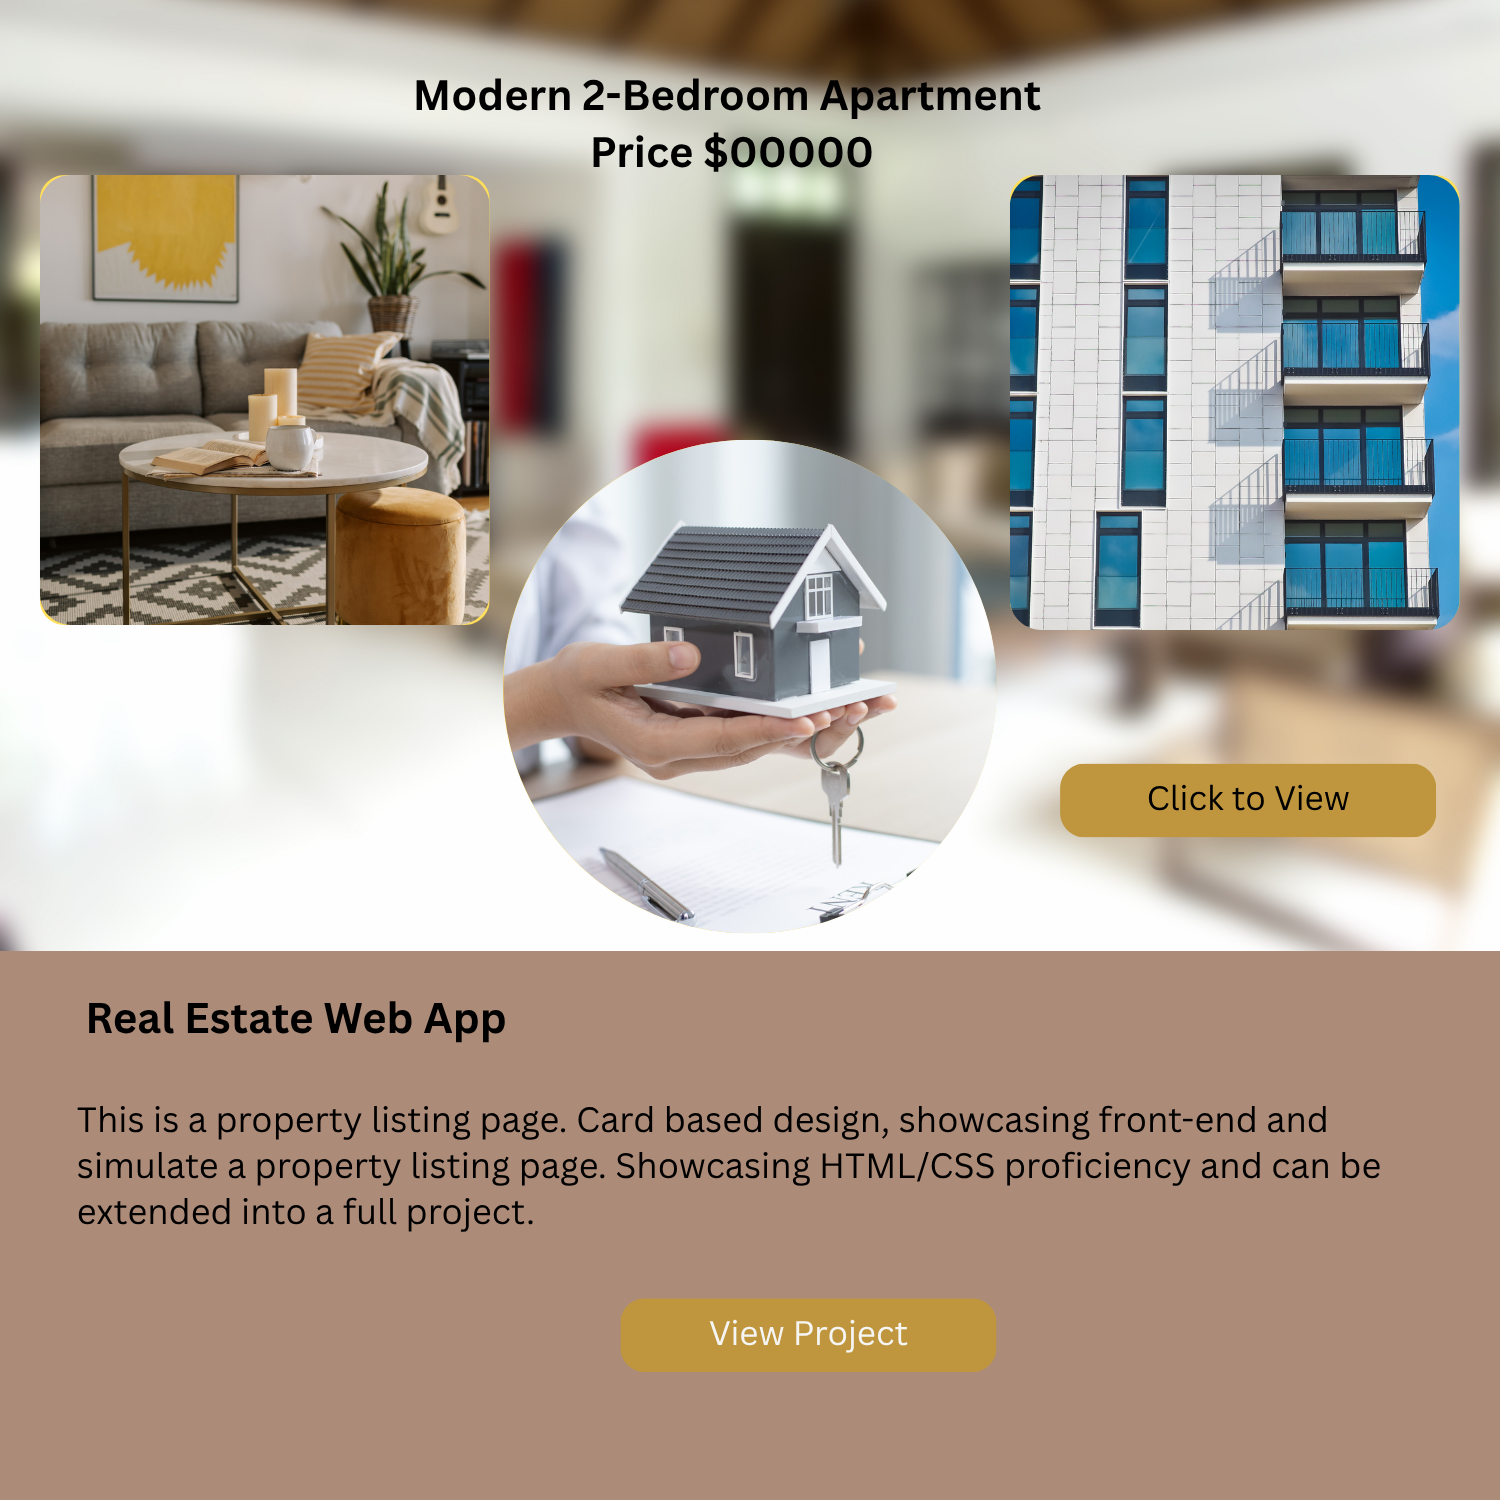 Modern 2-Bedroom Apartment
Price $00000
Click to View
Real Estate Web App
This is a property listing page. Card based design, showcasing front-end and
simulate a property listing page. Showcasing HTML/CSS proficiency and can be
extended into a full project.
View Project